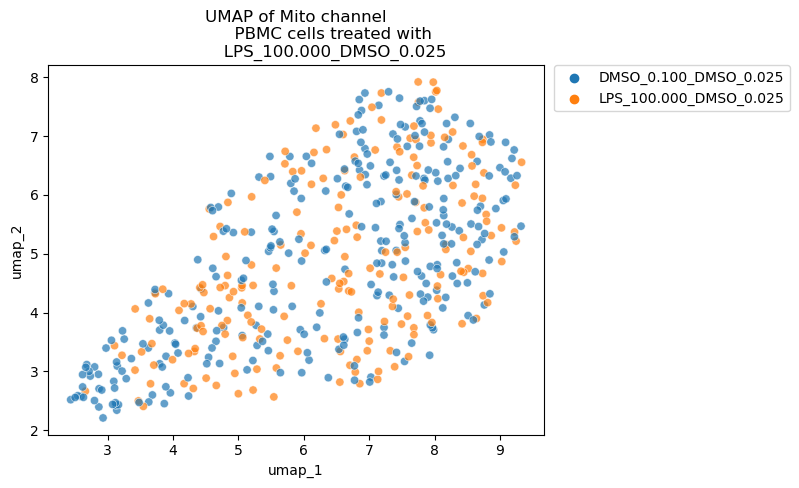 UMAP of Mito channel
PBMC cells treated with
LPS_100.000_DMSO_0.025
DMSO_0.100_DMSO_0.025
LPS_100.000_DMSO_0.025
umap_2
8
7
6
5
4
3
2
3
4
5
6
7
8
9
umap_1